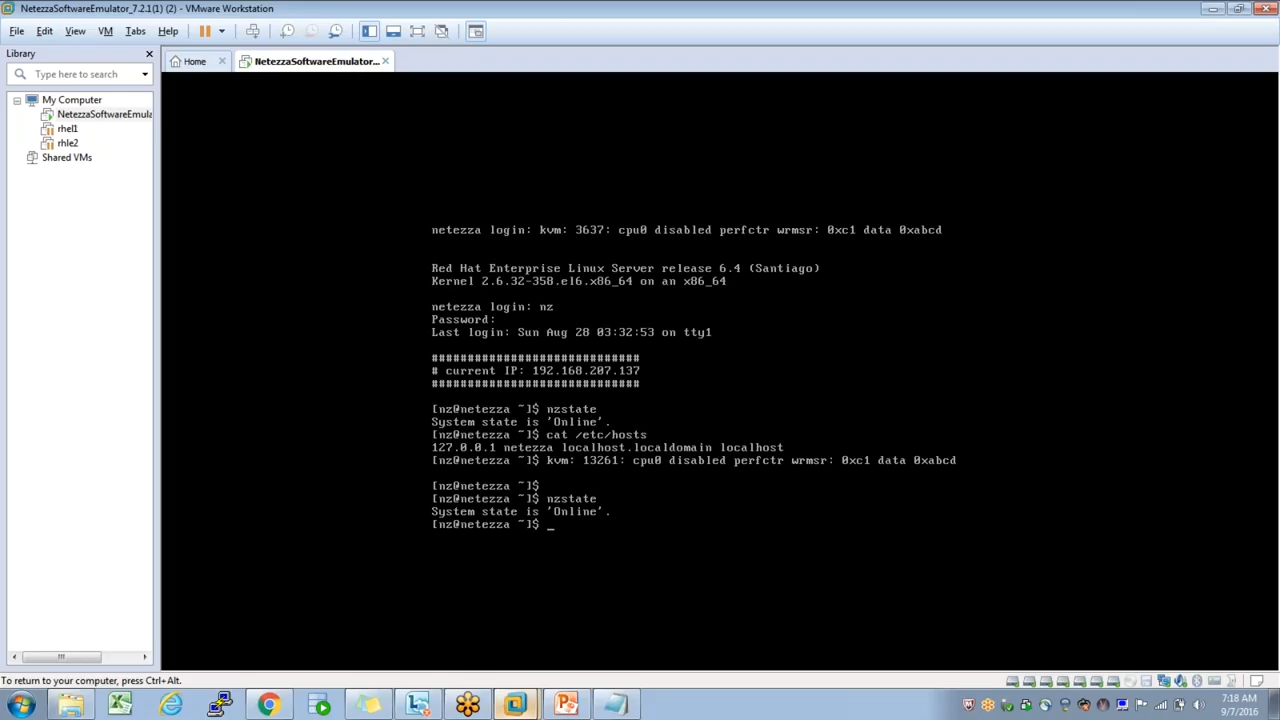 NetezzaSoftwareEmulator_7.2.1(1) (2) - VMware Workstation
File Edit View VM Tabs Help
Library
Home
NetezzaSoftwareEmulator...
Type here to search
My Computer
NetezzaSoftwareEmula
rhel1
rhle2
Shared VMs
netezza login: kvm: 3637: cpu0 disabled perfctr wrmsr: 0xc1 data 0xabcd
Red Hat Enterprise Linux Server release 6.4 (Santiago)
Kernel 2.6.32-358.el6.x86_64 on an x86_64
netezza login: nz
Password:
Last login: Sun Aug 28 03:32:53 on tty1
#############################
# current IP: 192.168.207.137
#############################
[nz@netezza ~]$ nzstate
System state is 'Online'.
[nz@netezza ~]$ cat /etc/hosts
127.0.0.1 netezza localhost.localdomain localhost
[nz@netezza ~]$ kvm: 13261: cpu0 disabled perfctr wrmsr: 0xc1 data 0xabcd
[nz@netezza ~]$
[nz@netezza ~]$ nzstate
System state is 'Online'.
[nz@netezza ~]$ _
To return to your computer, press Ctrl+Alt.
7:18 AM
9/7/2016